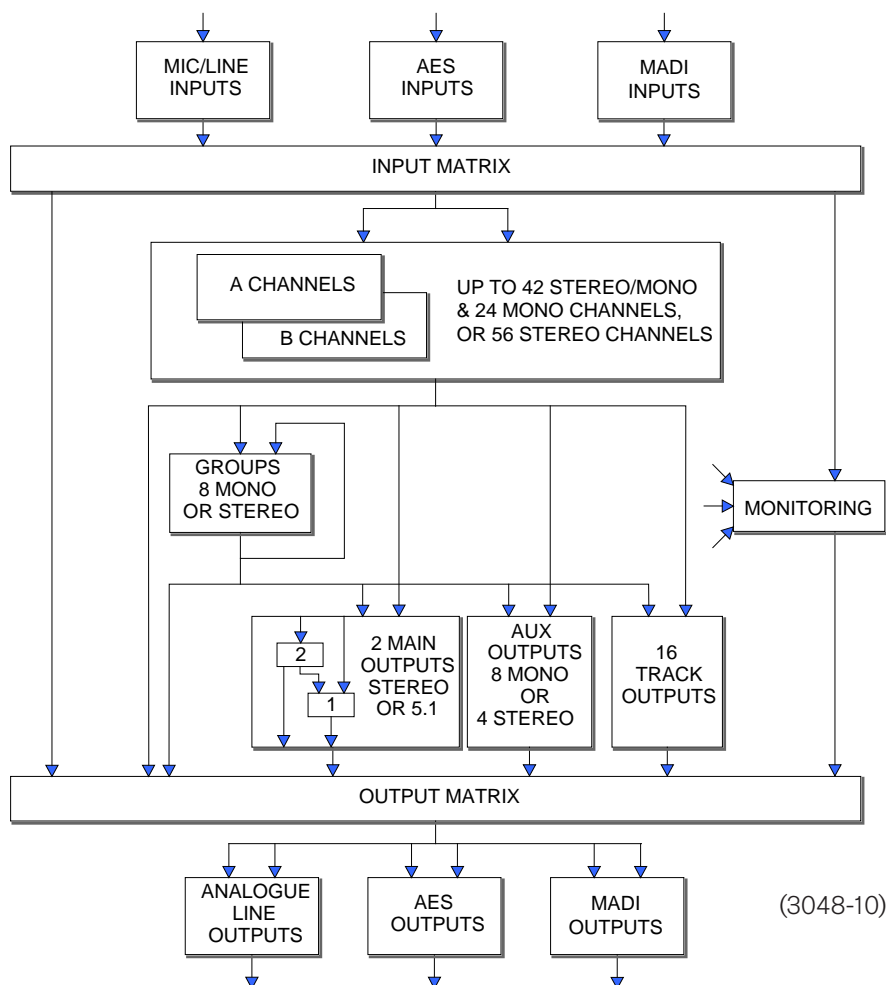 MIC/LINE
INPUTS
AES
INPUTS
MADI
INPUTS
INPUT MATRIX
A CHANNELS
B CHANNELS
UP TO 42 STEREO/MONO
& 24 MONO CHANNELS,
OR 56 STEREO CHANNELS
GROUPS
8 MONO
OR STEREO
MONITORING
2
1
2 MAIN
OUTPUTS
STEREO
OR 5.1
AUX
OUTPUTS
8 MONO
OR
4 STEREO
16
TRACK
OUTPUTS
OUTPUT MATRIX
ANALOGUE
LINE
OUTPUTS
AES
OUTPUTS
MADI
OUTPUTS
(3048-10)